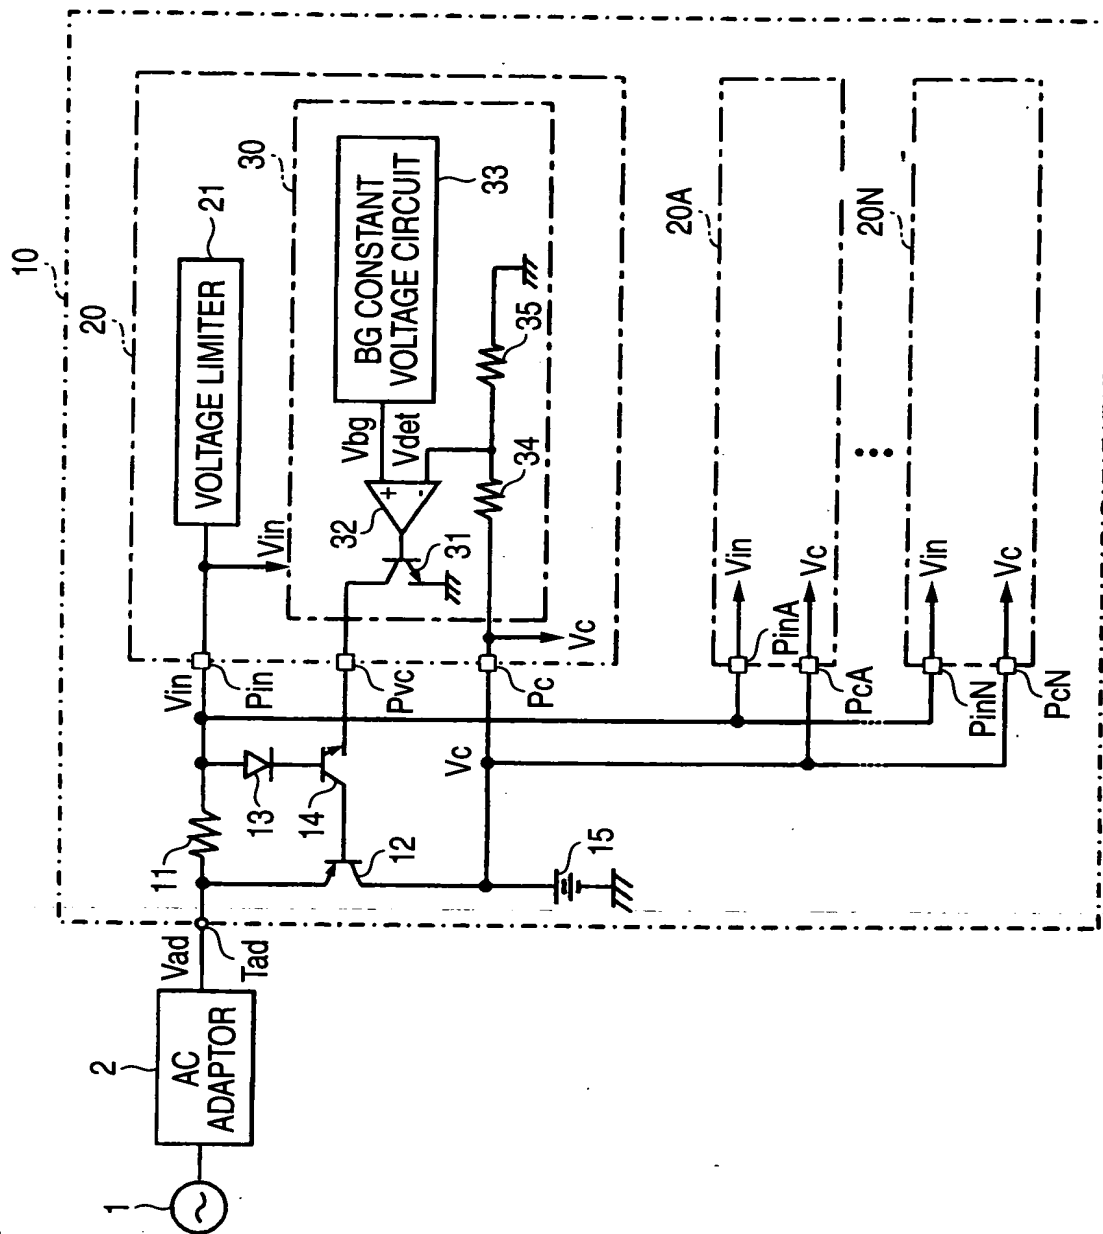 10
20
21
VOLTAGE LIMITER
30
BG CONSTANT
VOLTAGE CIRCUIT
33
Vbg
Vdet
+
-
32
31
34
35
Vin
Vin
Pin
Pvc
Pc
Vc
Vc
11
13
14
12
15
Vad
Tad
2
AC
ADAPTOR
1
20A
Vin
Vc
PinA
PcA
20N
Vin
Vc
PinN
PcN